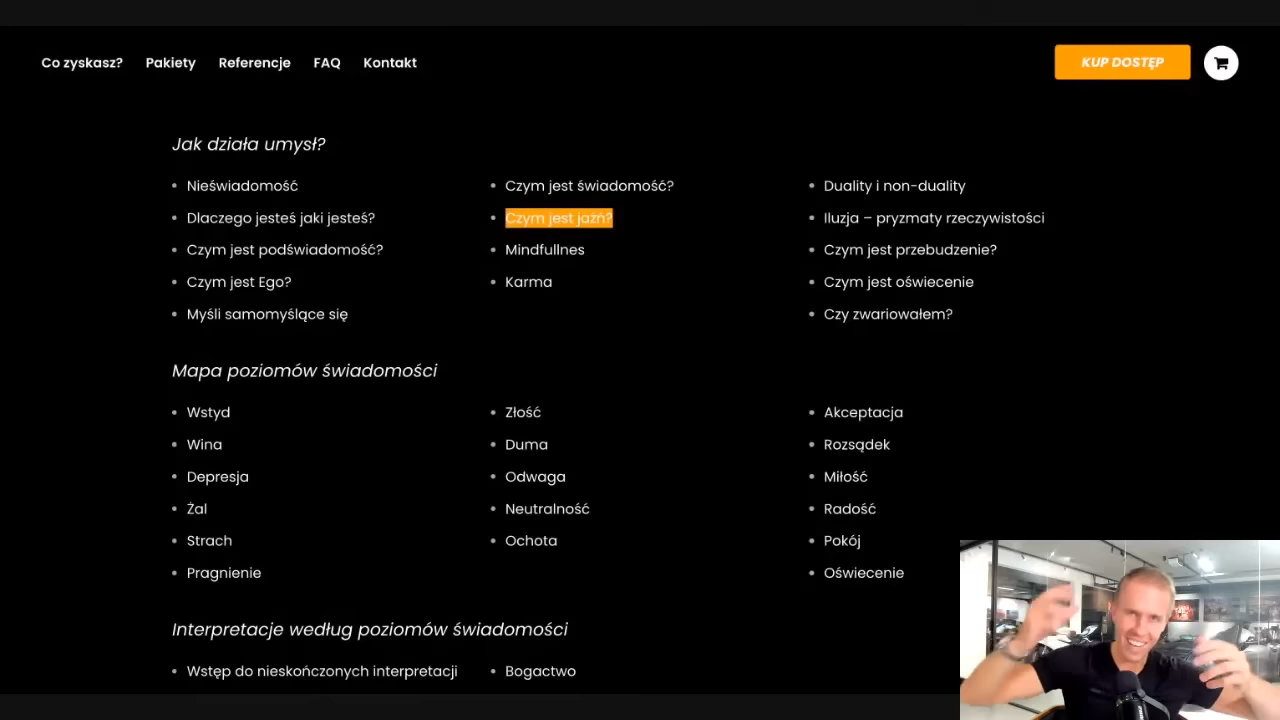 Co zyskasz? Pakiety Referencje FAQ Kontakt KUP DOSTĘP
Jak działa umysł?
Nieświadomość
Dlaczego jesteś jaki jesteś?
Czym jest podświadomość?
Czym jest Ego?
Myśli samomyślące się
Czym jest świadomość?
Czym jest jaźń?
Mindfullnes
Karma
Duality i non-duality
Iluzja – pryzmaty rzeczywistości
Czym jest przebudzenie?
Czym jest oświecenie
Czy zwariowałem?
Mapa poziomów świadomości
Wstyd
Wina
Depresja
Żal
Strach
Pragnienie
Złość
Duma
Odwaga
Neutralność
Ochota
Akceptacja
Rozsądek
Miłość
Radość
Pokój
Oświecenie
Interpretacje według poziomów świadomości
Wstęp do nieskończonych interpretacji
Bogactwo